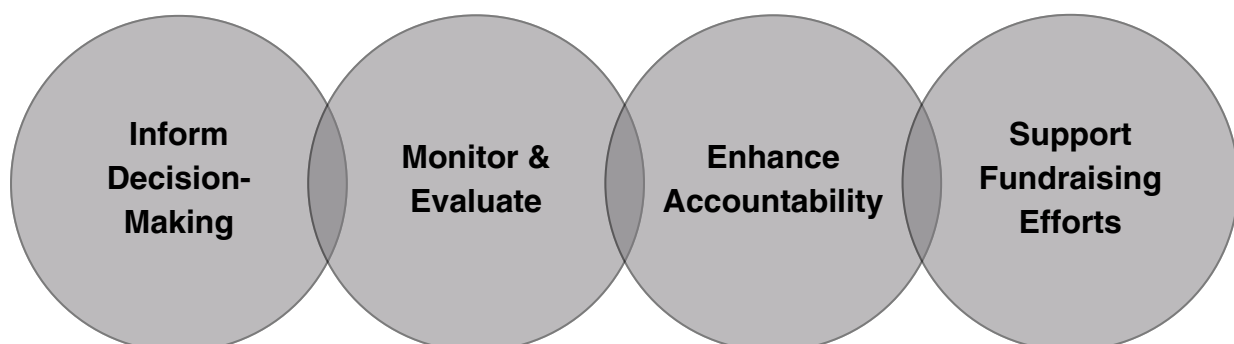 Inform
Decision-
Making
Monitor &
Evaluate
Enhance
Accountability
Support
Fundraising
Efforts